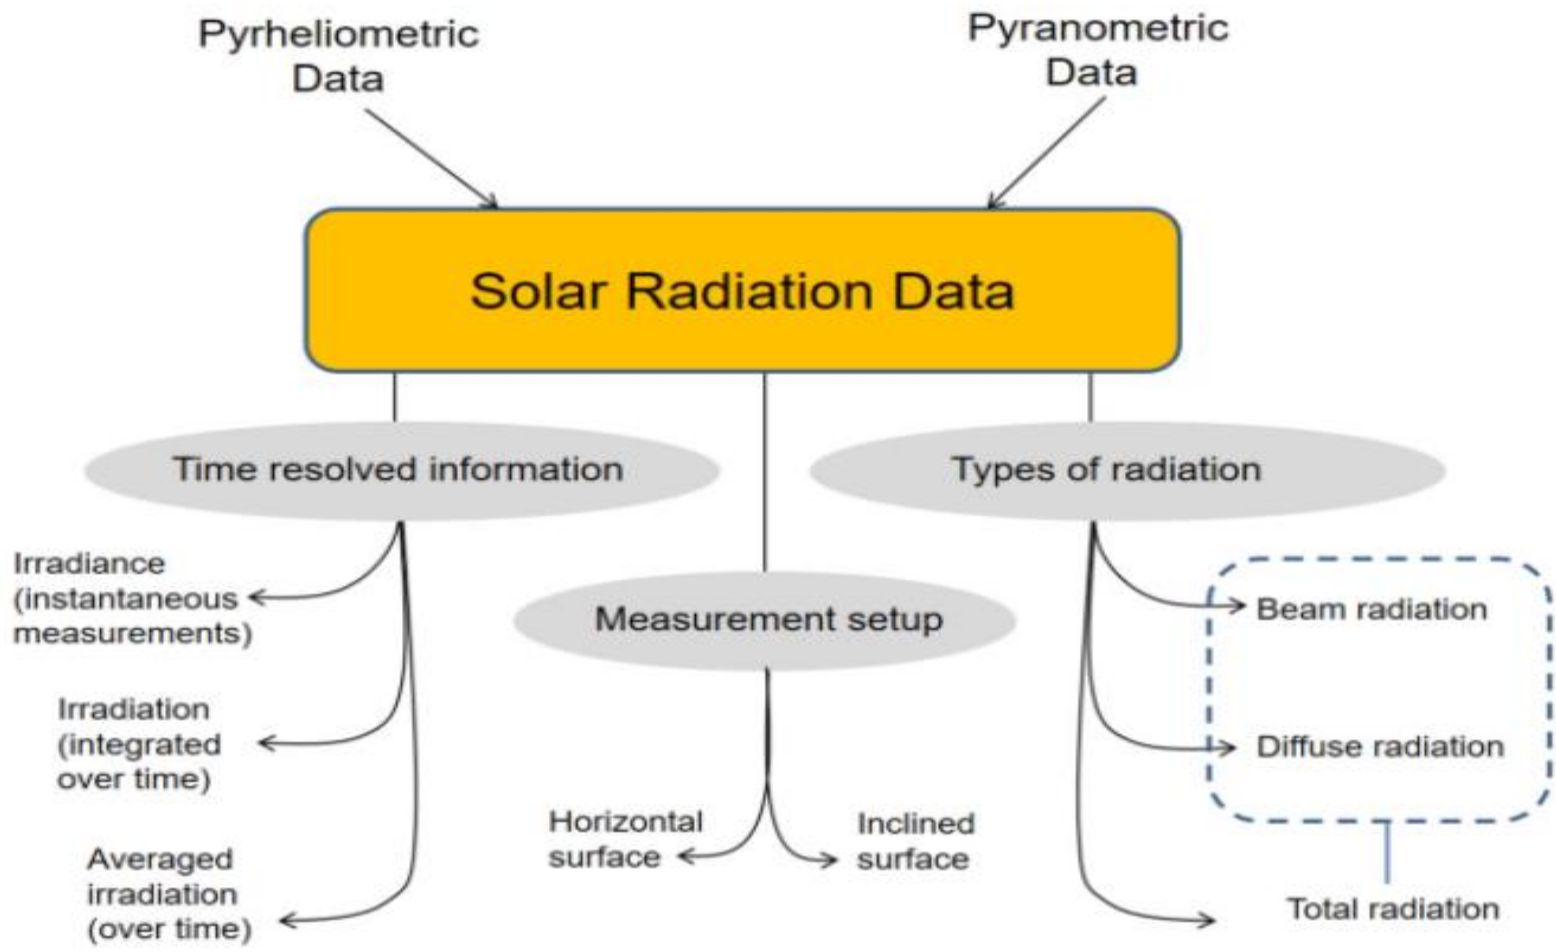 Pyrheliometric
Data
Pyranometric
Data
Solar Radiation Data
Time resolved information
Types of radiation
Irradiance
(instantaneous
measurements)
Measurement setup
Beam radiation
Irradiation
(integrated
over time)
Diffuse radiation
Horizontal
surface
Inclined
surface
Averaged
irradiation
(over time)
Total radiation